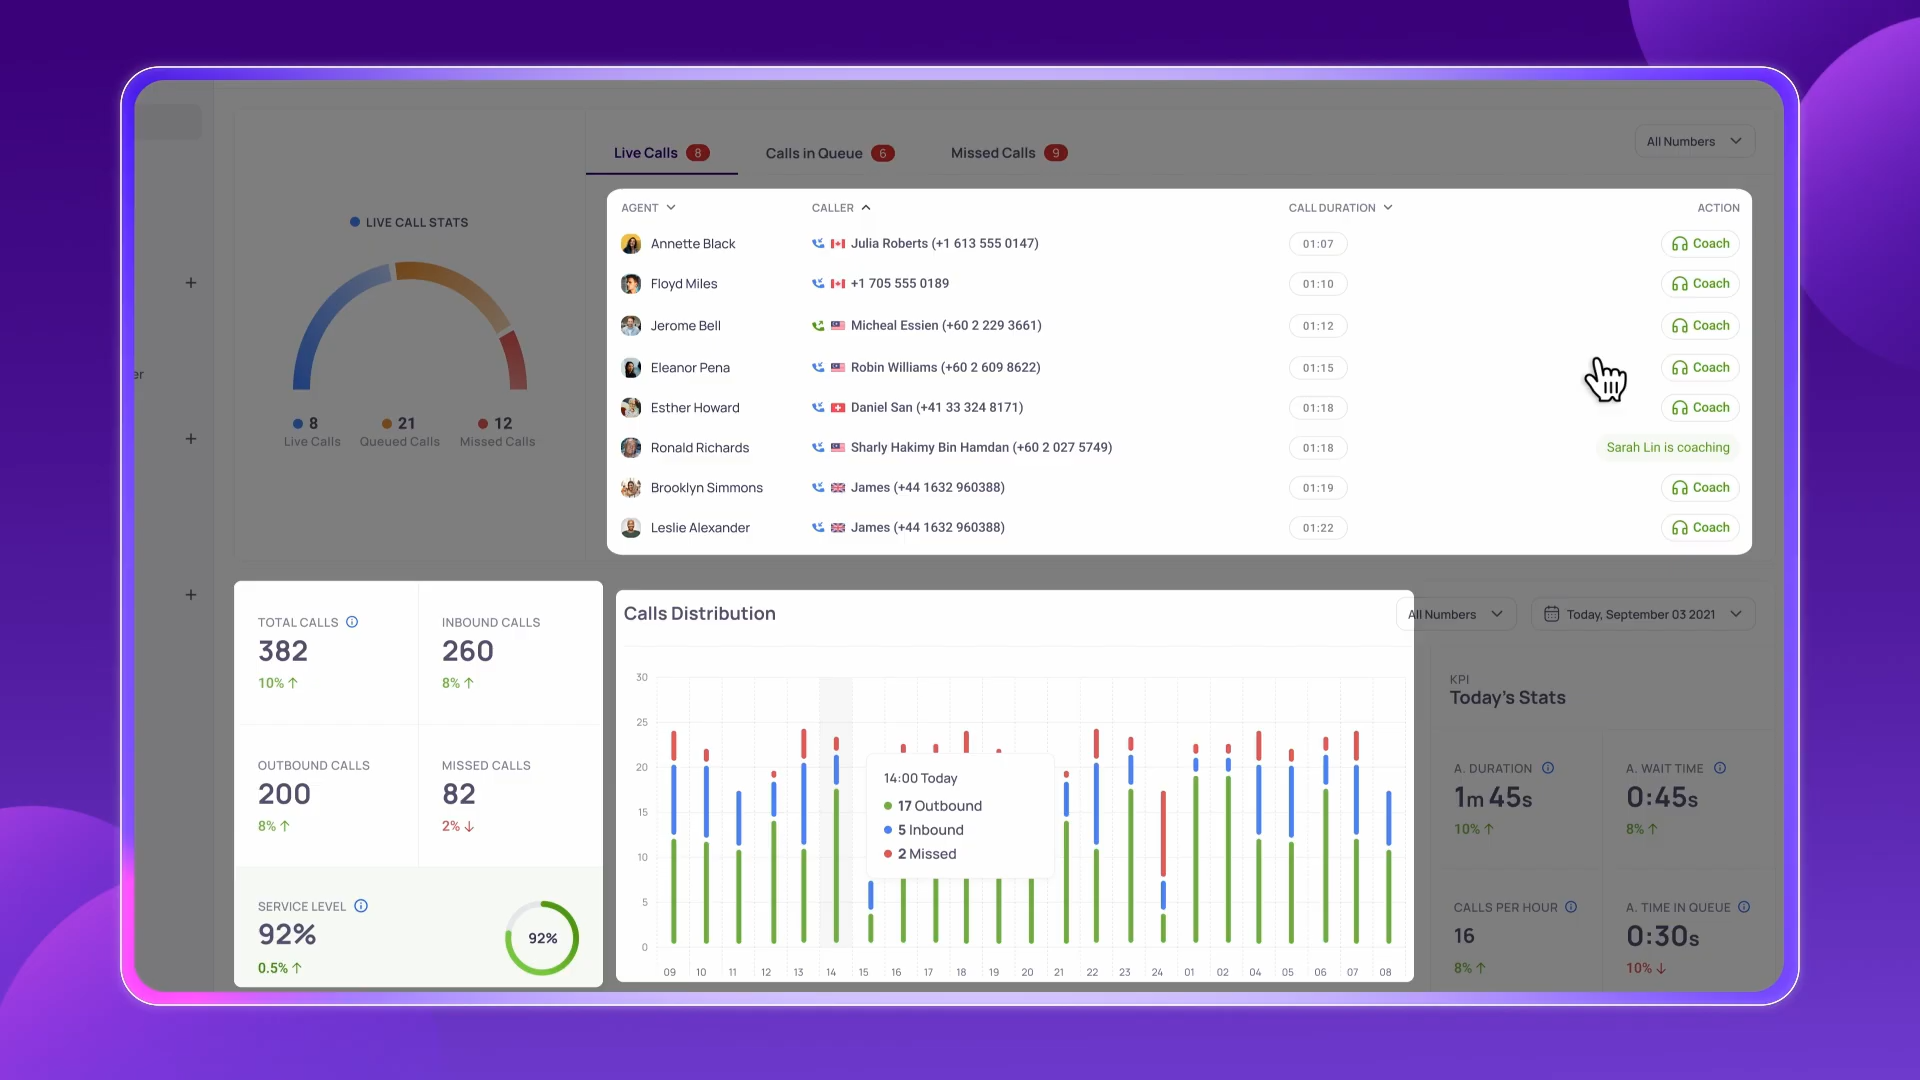 Live Calls 8
Calls in Queue 6
Missed Calls 9
All Numbers
LIVE CALL STATS
8
Live Calls
21
Queued Calls
12
Missed Calls
er
AGENT CALLER CALL DURATION ACTION
Annette Black Julia Roberts (+1 613 555 0147) 01:07 Coach
Floyd Miles +1 705 555 0189 01:10 Coach
Jerome Bell Micheal Essien (+60 2 229 3661) 01:12 Coach
Eleanor Pena Robin Williams (+60 2 609 8622) 01:15 Coach
Esther Howard Daniel San (+41 33 324 8171) 01:18 Coach
Ronald Richards Sharly Hakimy Bin Hamdan (+60 2 027 5749) 01:18 Sarah Lin is coaching
Brooklyn Simmons James (+44 1632 960388) 01:19 Coach
Leslie Alexander James (+44 1632 960388) 01:22 Coach
TOTAL CALLS
382
10% ↑
INBOUND CALLS
260
8% ↑
OUTBOUND CALLS
200
8% ↑
MISSED CALLS
82
2% ↓
SERVICE LEVEL
92%
0.5% ↑
92%
Calls Distribution
All Numbers
Today, September 03 2021
30
25
20
15
10
5
0
14:00 Today
17 Outbound
5 Inbound
2 Missed
09 10 11 12 13 14 15 16 17 18 19 20 21 22 23 24 01 02 04 05 06 07 08
KPI
Today's Stats
A. DURATION
1m 45s
10% ↑
A. WAIT TIME
0:45s
8% ↑
CALLS PER HOUR
16
8% ↑
A. TIME IN QUEUE
0:30s
10% ↓